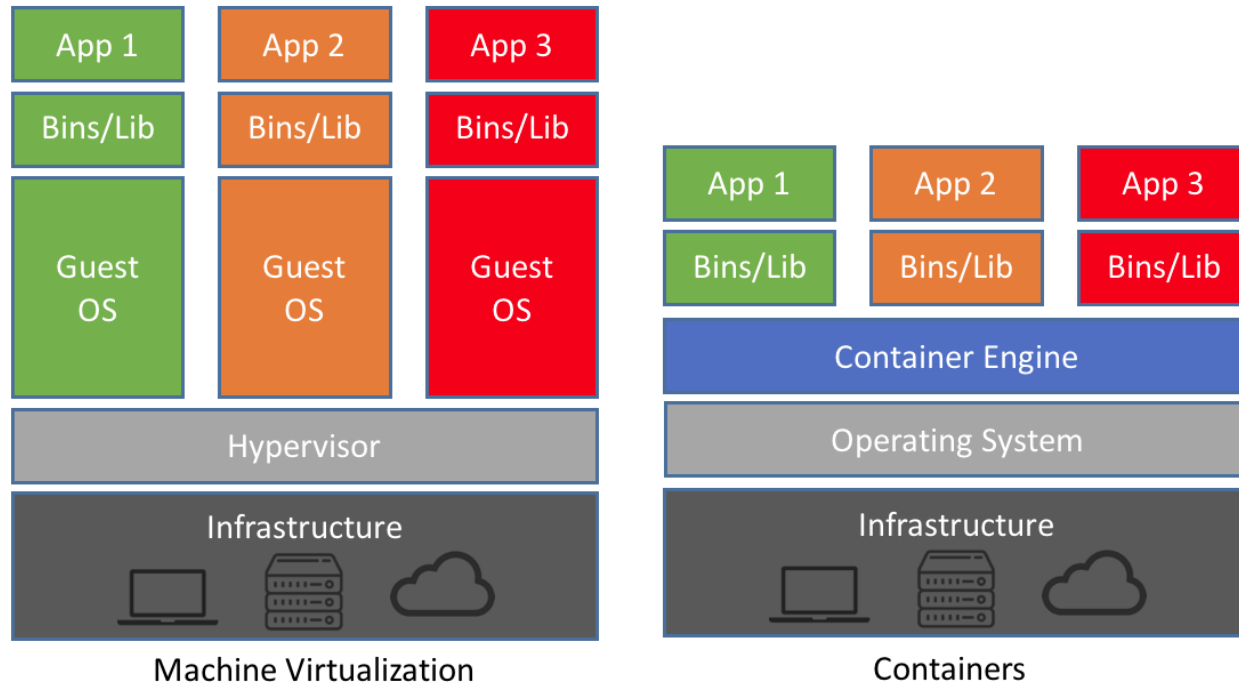 App 1
App 2
App 3
Bins/Lib
Bins/Lib
Bins/Lib
Guest
OS
Guest
OS
Guest
OS
Hypervisor
Infrastructure
Machine Virtualization
App 1
App 2
App 3
Bins/Lib
Bins/Lib
Bins/Lib
Container Engine
Operating System
Infrastructure
Containers